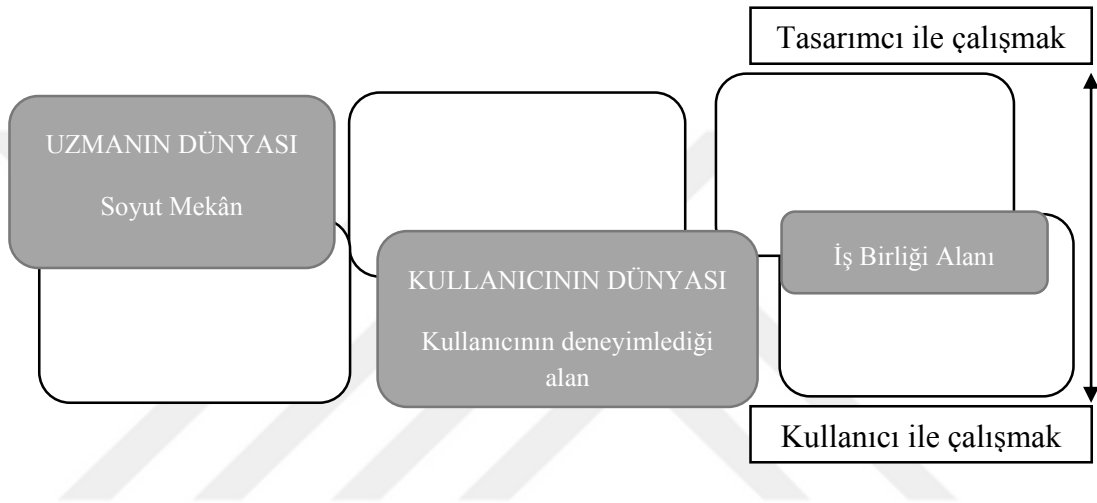 Tasarımcı ile çalışmak
UZMANIN DÜNYASI
Soyut Mekân
KULLANICININ DÜNYASI
Kullanıcının deneyimlediği
alan
İş Birliği Alanı
Kullanıcı ile çalışmak